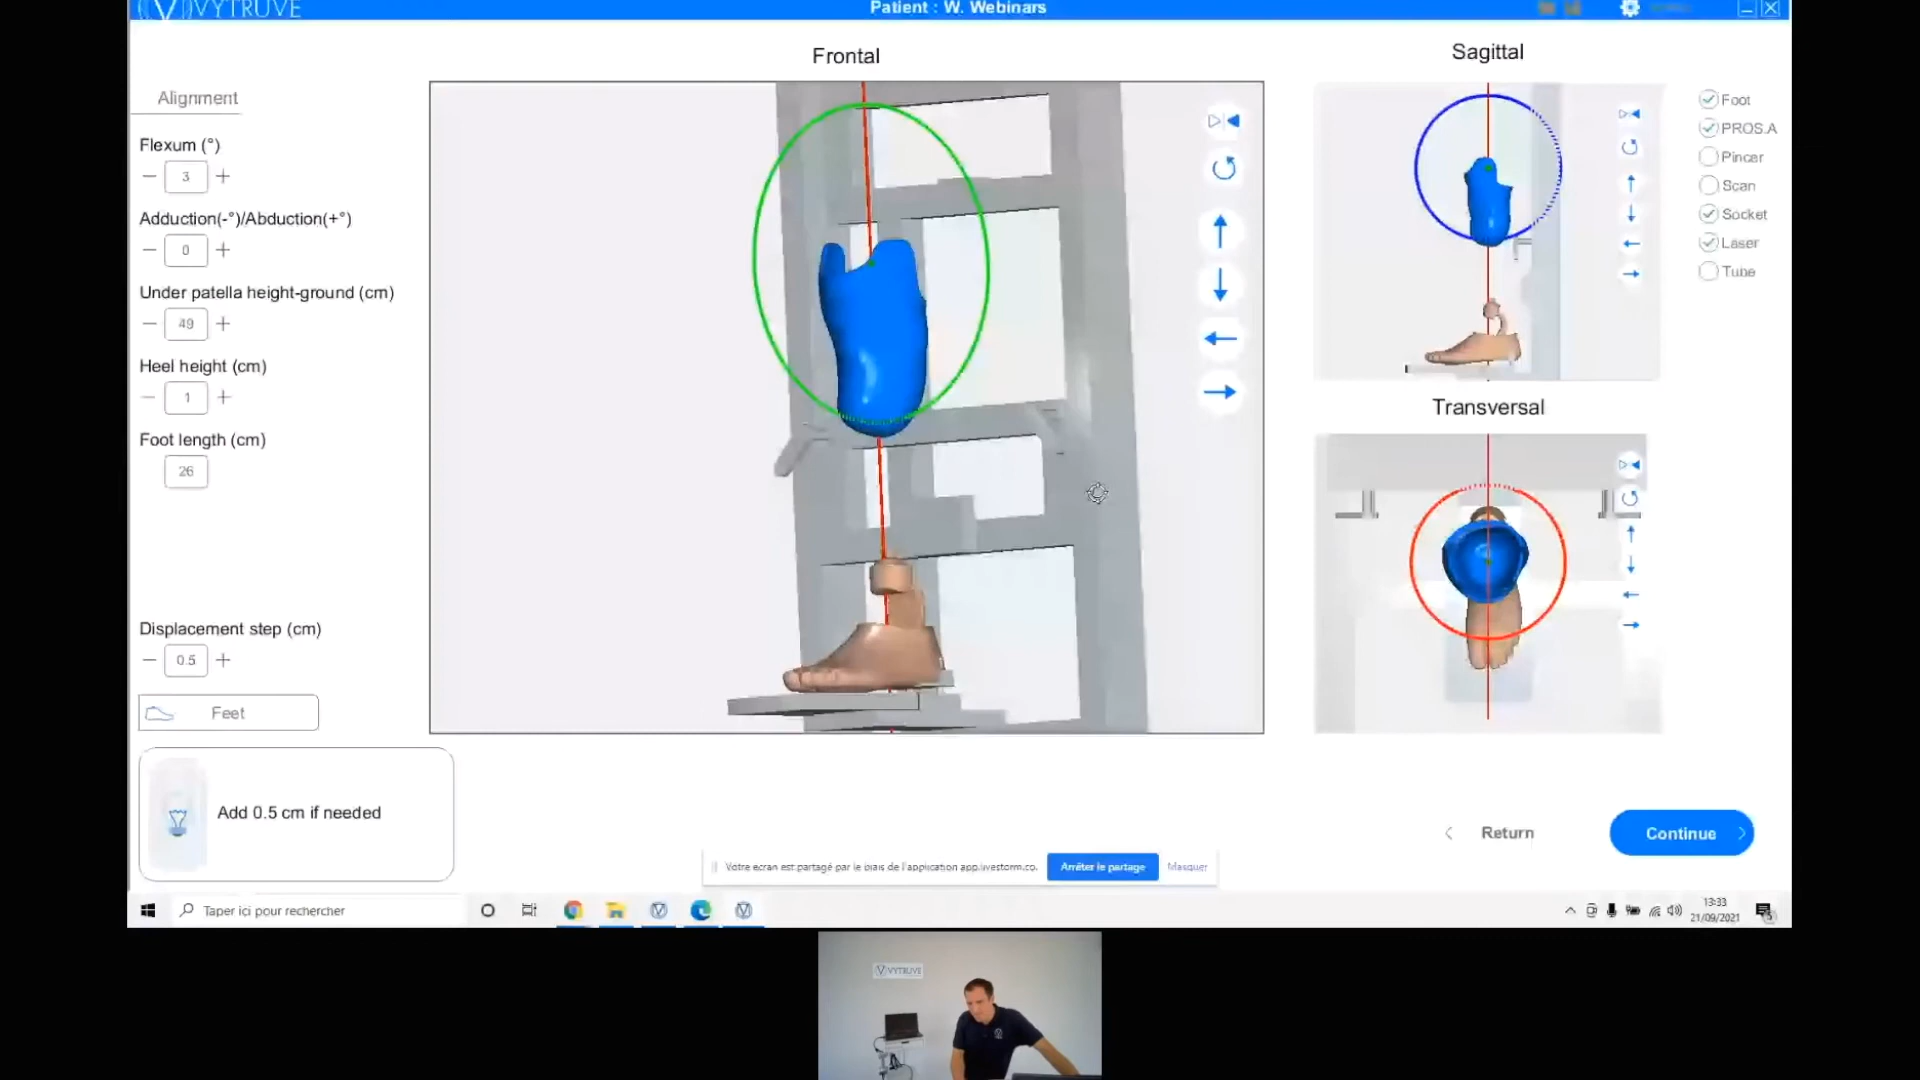 VYTRUVE
Patient : W. Webinars
Frontal
Sagittal
Alignment
Flexum (°)
− 3 +
Adduction(-°)/Abduction(+°)
− 0 +
Under patella height-ground (cm)
− 49 +
Heel height (cm)
− 1 +
Foot length (cm)
26
Displacement step (cm)
− 0.5 +
Feet
Add 0.5 cm if needed
Foot
PROS.A
Pincer
Scan
Socket
Laser
Tube
Transversal
Return
Continue
Votre écran est partagé par le biais de l'application app.livestorm.co.
Arrêter le partage
Masquer
Taper ici pour rechercher
13:33
21/09/2021
5
VYTRUVE